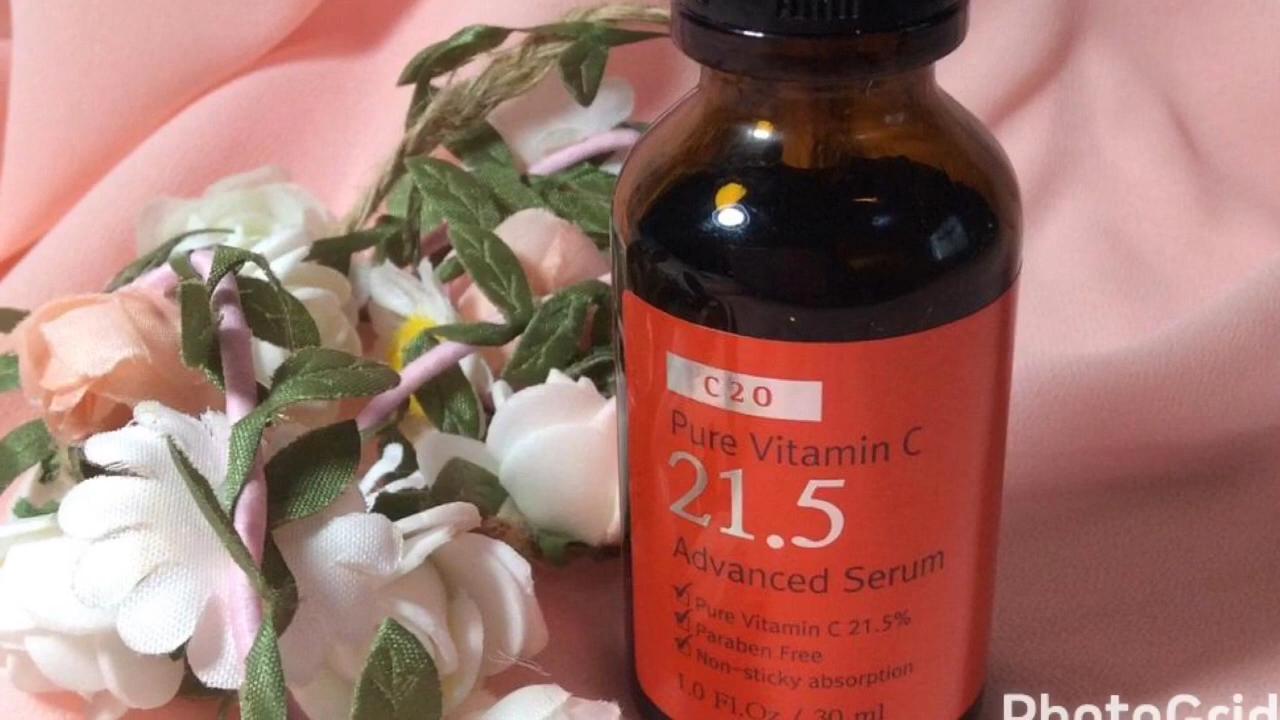 C20
Pure Vitamin C
21.5
Advanced Serum
Pure Vitamin C 21.5%
Paraben Free
Non-sticky absorption
1.0 Fl.Oz / 30 ml
PhotoGrid